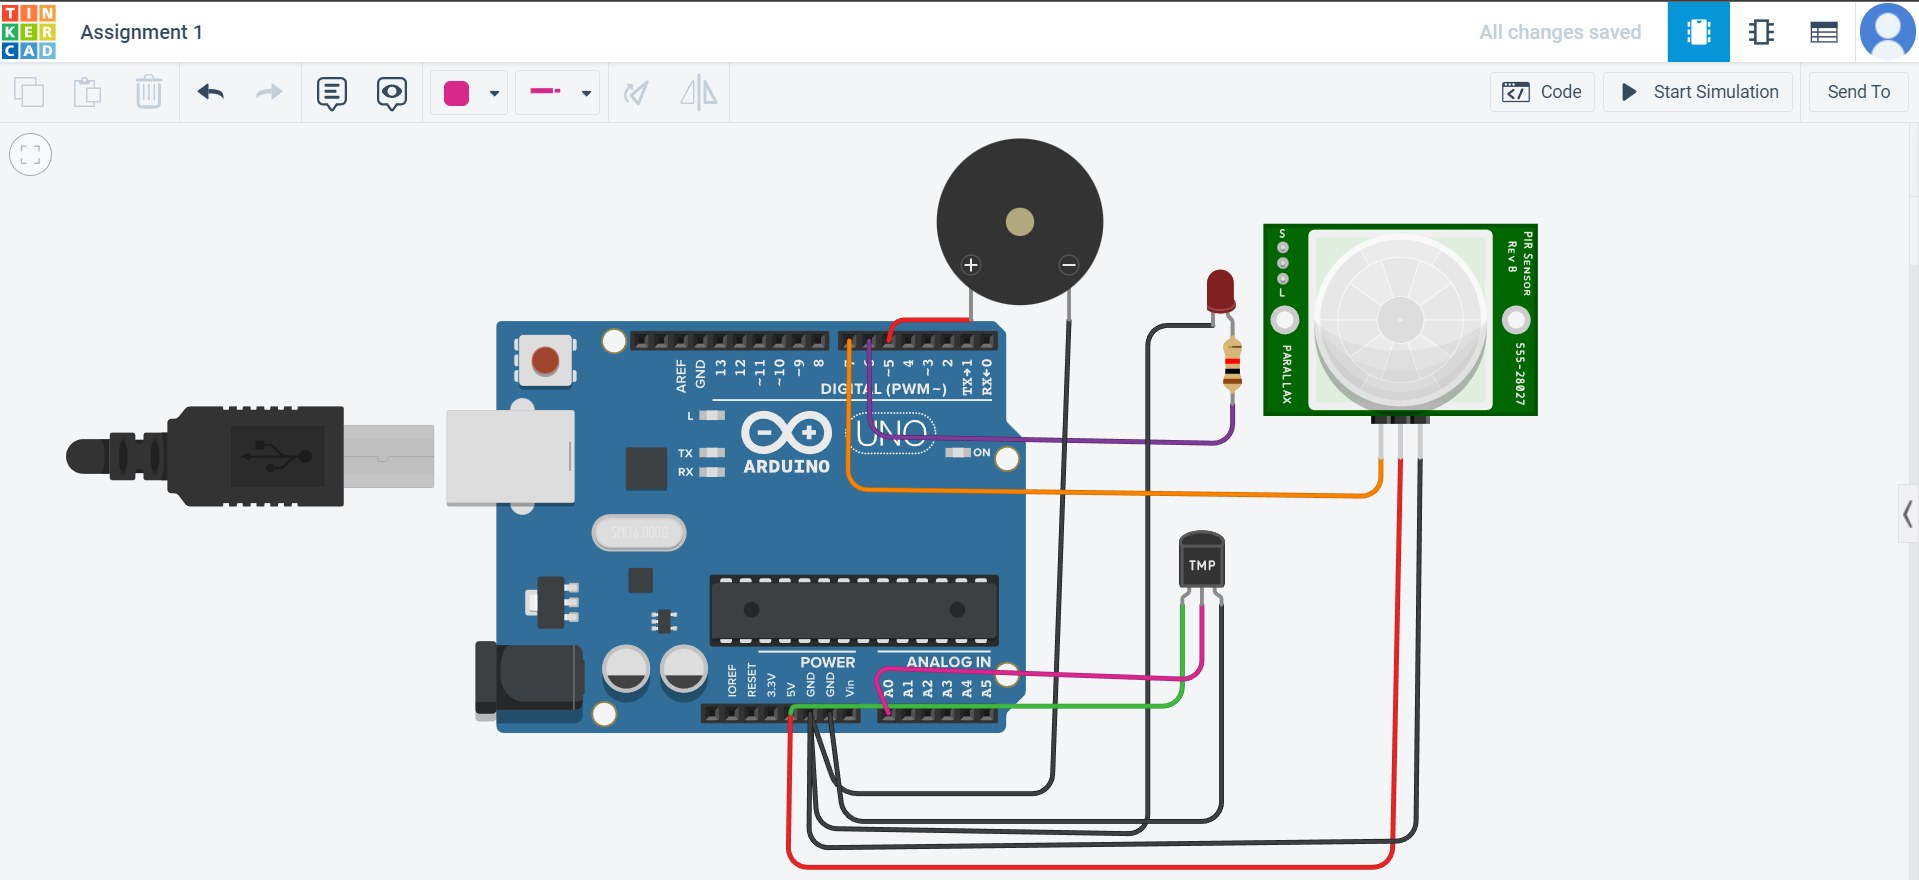 TIN
KER
CAD
Assignment 1
All changes saved
Code
Start Simulation
Send To
S
L
PIR SENSOR
REV B
PARALLAX
555-28027
AREF
GND
13
12
~11
~10
~9
8
7
6
~5
4
~3
2
TX→1
RX←0
DIGITAL (PWM~)
L
TX
RX
ARDUINO
UNO
ON
TMP
POWER
ANALOG IN
IOREF
RESET
3.3V
5V
GND
GND
Vin
A0
A1
A2
A3
A4
A5